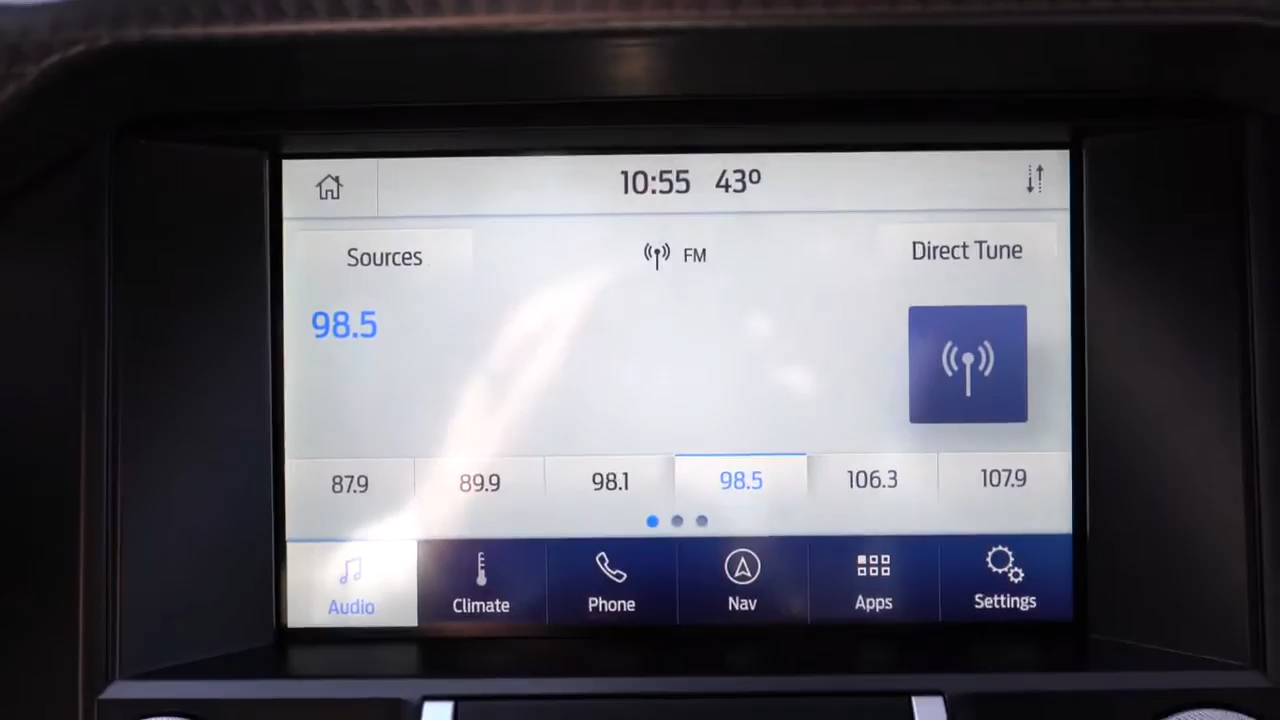 10:55 43º
Sources
FM
Direct Tune
98.5
87.9
89.9
98.1
98.5
106.3
107.9
Audio
Climate
Phone
Nav
Apps
Settings